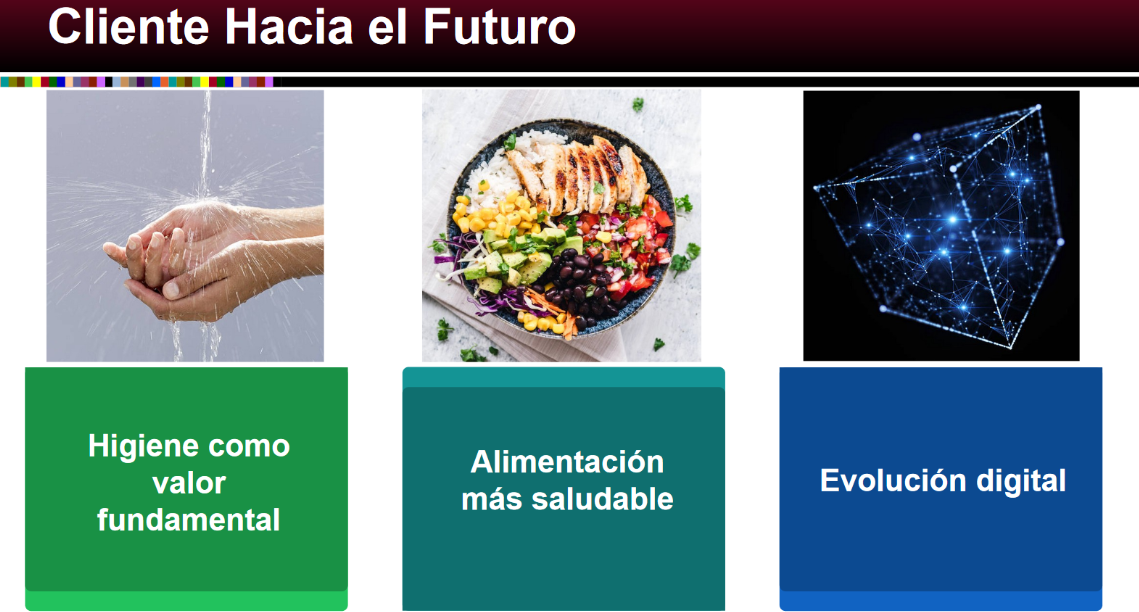 Cliente Hacia el Futuro
Higiene como
valor
fundamental
Alimentación
más saludable
Evolución digital